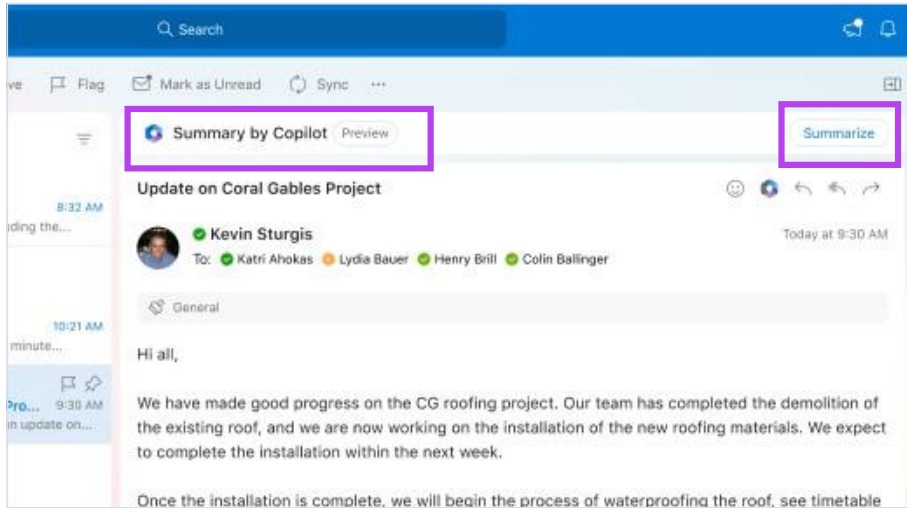 Search
ve Flag Mark as Unread Sync ...
Summary by Copilot Preview Summarize
Update on Coral Gables Project
8:32 AM
ding the...
Kevin Sturgis Today at 9:30 AM
To: Katri Ahokas Lydia Bauer Henry Brill Colin Ballinger
General
10:21 AM
minute...
Hi all,
Pro... 9:30 AM
n update on...
We have made good progress on the CG roofing project. Our team has completed the demolition of
the existing roof, and we are now working on the installation of the new roofing materials. We expect
to complete the installation within the next week.
Once the installation is complete, we will begin the process of waterproofing the roof, see timetable